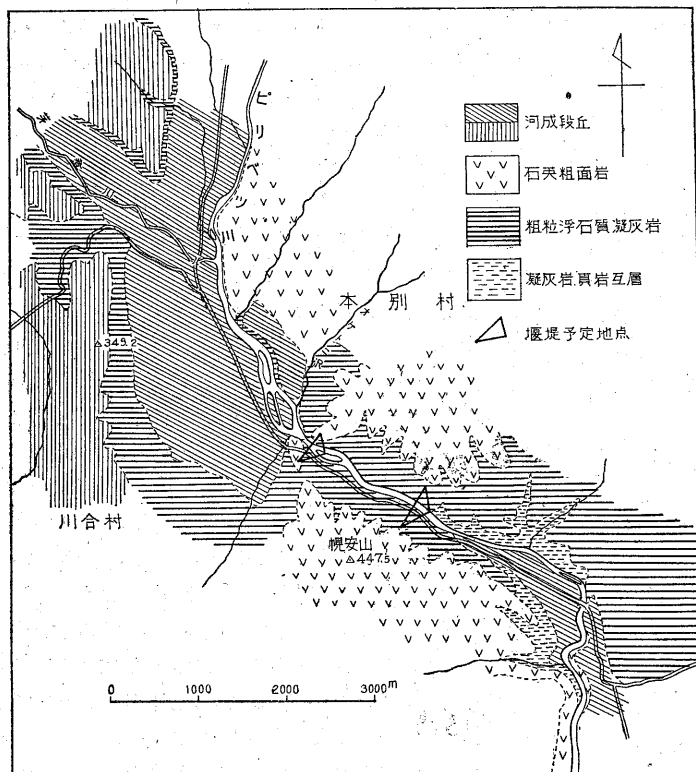 ピリベツ川
河成段丘
石英粗面岩
粗粒浮石質凝灰岩
凝灰岩頁岩互層
堰堤予定地点
本別村
△349.2
川合村
幌安山
△447.5
0 1000 2000 3000m